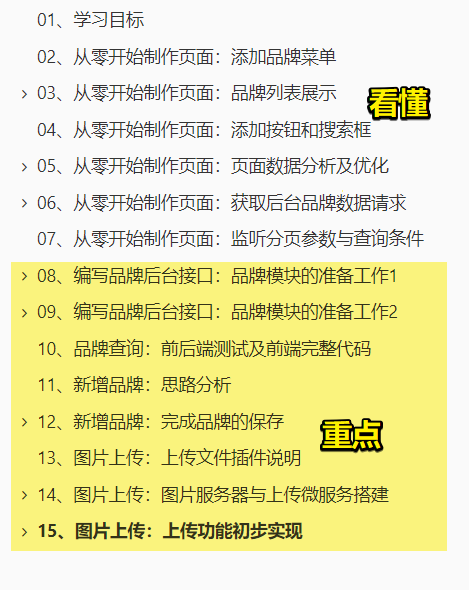 01、学习目标
02、从零开始制作页面：添加品牌菜单
03、从零开始制作页面：品牌列表展示
看懂
04、从零开始制作页面：添加按钮和搜索框
05、从零开始制作页面：页面数据分析及优化
06、从零开始制作页面：获取后台品牌数据请求
07、从零开始制作页面：监听分页参数与查询条件
08、编写品牌后台接口：品牌模块的准备工作1
09、编写品牌后台接口：品牌模块的准备工作2
10、品牌查询：前后端测试及前端完整代码
11、新增品牌：思路分析
12、新增品牌：完成品牌的保存
重点
13、图片上传：上传文件插件说明
14、图片上传：图片服务器与上传微服务搭建
15、图片上传：上传功能初步实现